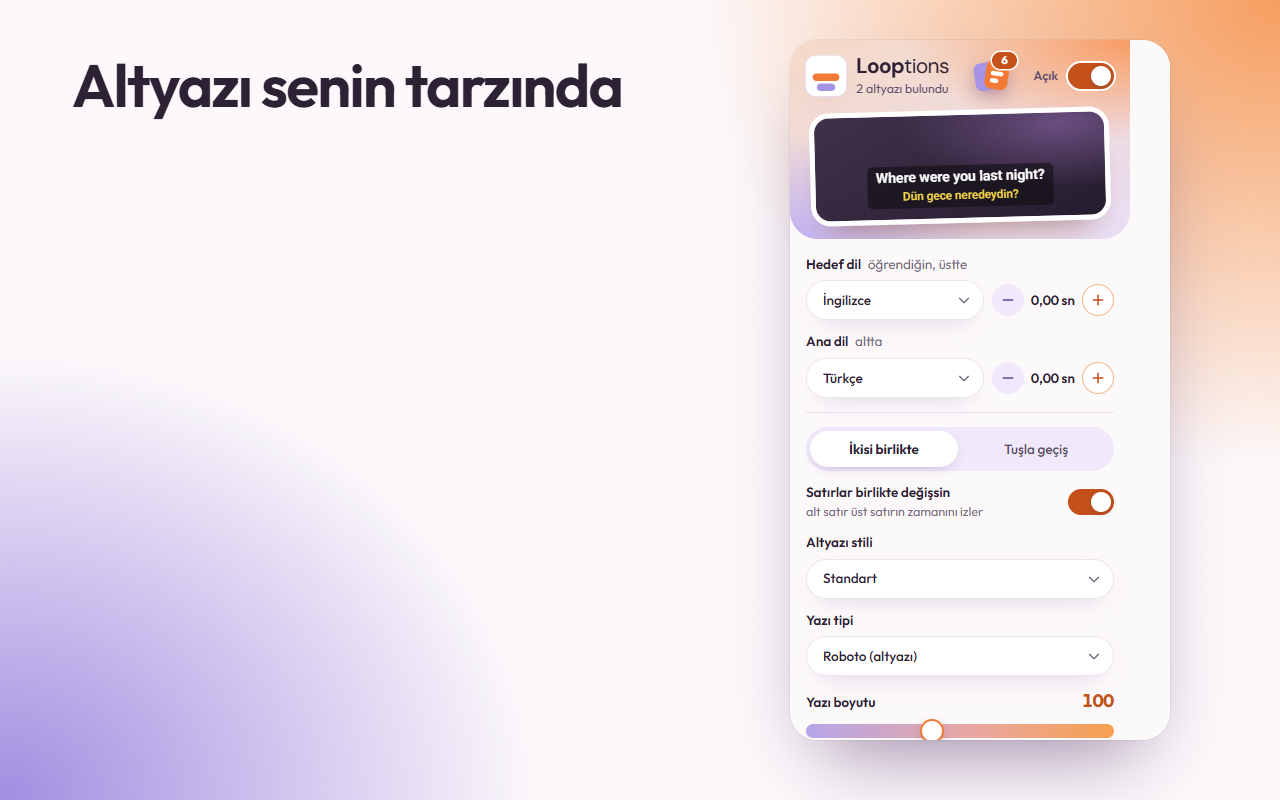 Altyazı senin tarzında
Looptions
2 altyazı bulundu
6
Açık
Where were you last night?
Dün gece neredeydin?
Hedef dil öğrendiğin, üstte
İngilizce
0,00 sn
Ana dil altta
Türkçe
0,00 sn
İkisi birlikte
Tuşla geçiş
Satırlar birlikte değişsin
alt satır üst satırın zamanını izler
Altyazı stili
Standart
Yazı tipi
Roboto (altyazı)
Yazı boyutu
100